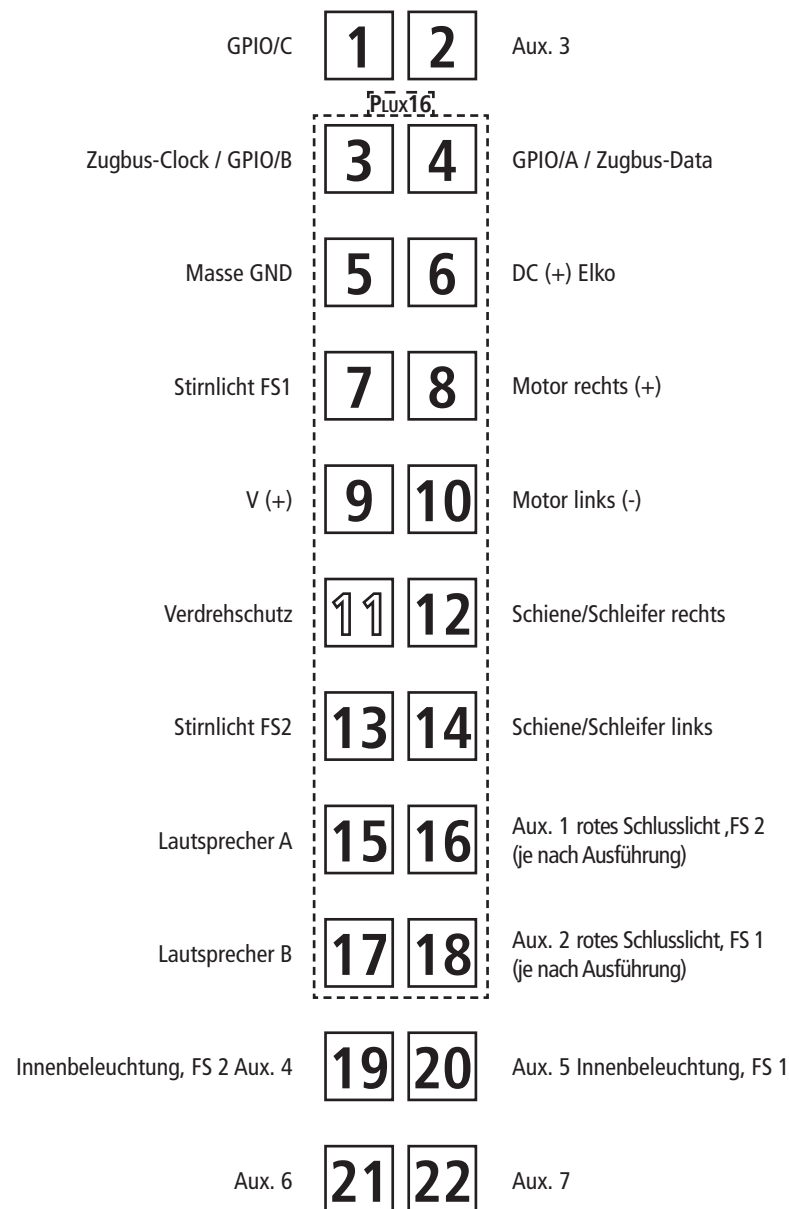 GPIO/C 1 2 Aux. 3
PLUX16
Zugbus-Clock / GPIO/B 3 4 GPIO/A / Zugbus-Data
Masse GND 5 6 DC (+) Elko
Stirnlicht FS1 7 8 Motor rechts (+)
V (+) 9 10 Motor links (-)
Verdrehschutz 11 12 Schiene/Schleifer rechts
Stirnlicht FS2 13 14 Schiene/Schleifer links
Lautsprecher A 15 16 Aux. 1 rotes Schlusslicht ,FS 2
(je nach Ausführung)
Lautsprecher B 17 18 Aux. 2 rotes Schlusslicht, FS 1
(je nach Ausführung)
Innenbeleuchtung, FS 2 Aux. 4 19 20 Aux. 5 Innenbeleuchtung, FS 1
Aux. 6 21 22 Aux. 7